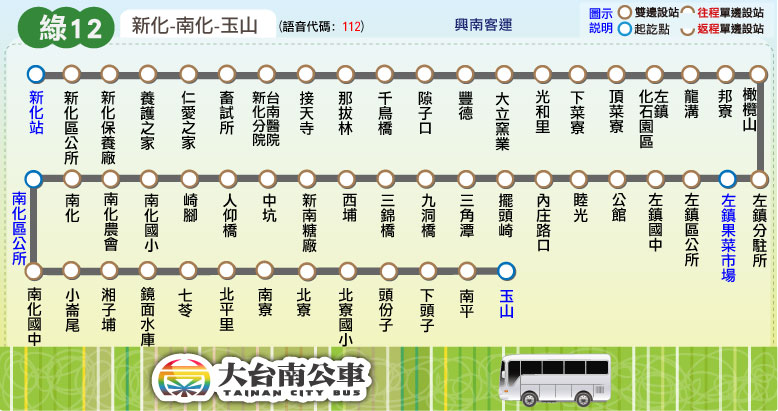 綠12
新化-南化-玉山
(語音代碼: 112)
興南客運
圖示說明
雙邊設站
往程單邊設站
起訖點
返程單邊設站
新化站
新化區公所
新化保養廠
養護之家
仁愛之家
畜試所
台南醫院新化分院
接天寺
那拔林
千鳥橋
隙子口
豐德
大立窯業
光和里
下菜寮
頂菜寮
左鎮化石園區
龍溝
邦寮
橄欖山
左鎮分駐所
左鎮果菜市場
左鎮區公所
左鎮國中
公館
睦光
內庄路口
擺頭崎
三角潭
九洞橋
三錦橋
西埔
新南糖廠
中坑
人仰橋
崎腳
南化國小
南化農會
南化
南化區公所
南化國中
小崙尾
湘子埔
鏡面水庫
七苓
北平里
南寮
北寮
北寮國小
頭份子
下頭子
南平
玉山
大台南公車
TAINAN CITY BUS